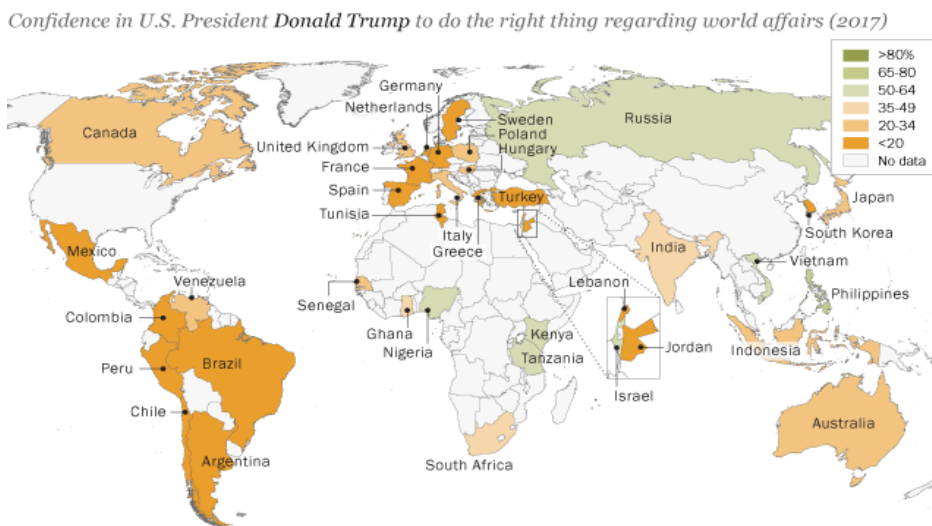 Confidence in U.S. President Donald Trump to do the right thing regarding world affairs (2017)
>80%
65-80
50-64
35-49
20-34
<20
No data
Germany
Netherlands
Sweden
Poland
Hungary
Russia
Canada
United Kingdom
France
Spain
Turkey
Tunisia
Italy
Greece
Japan
South Korea
India
Vietnam
Mexico
Venezuela
Senegal
Lebanon
Philippines
Colombia
Ghana
Nigeria
Kenya
Tanzania
Jordan
Indonesia
Peru
Brazil
Israel
Chile
Australia
Argentina
South Africa